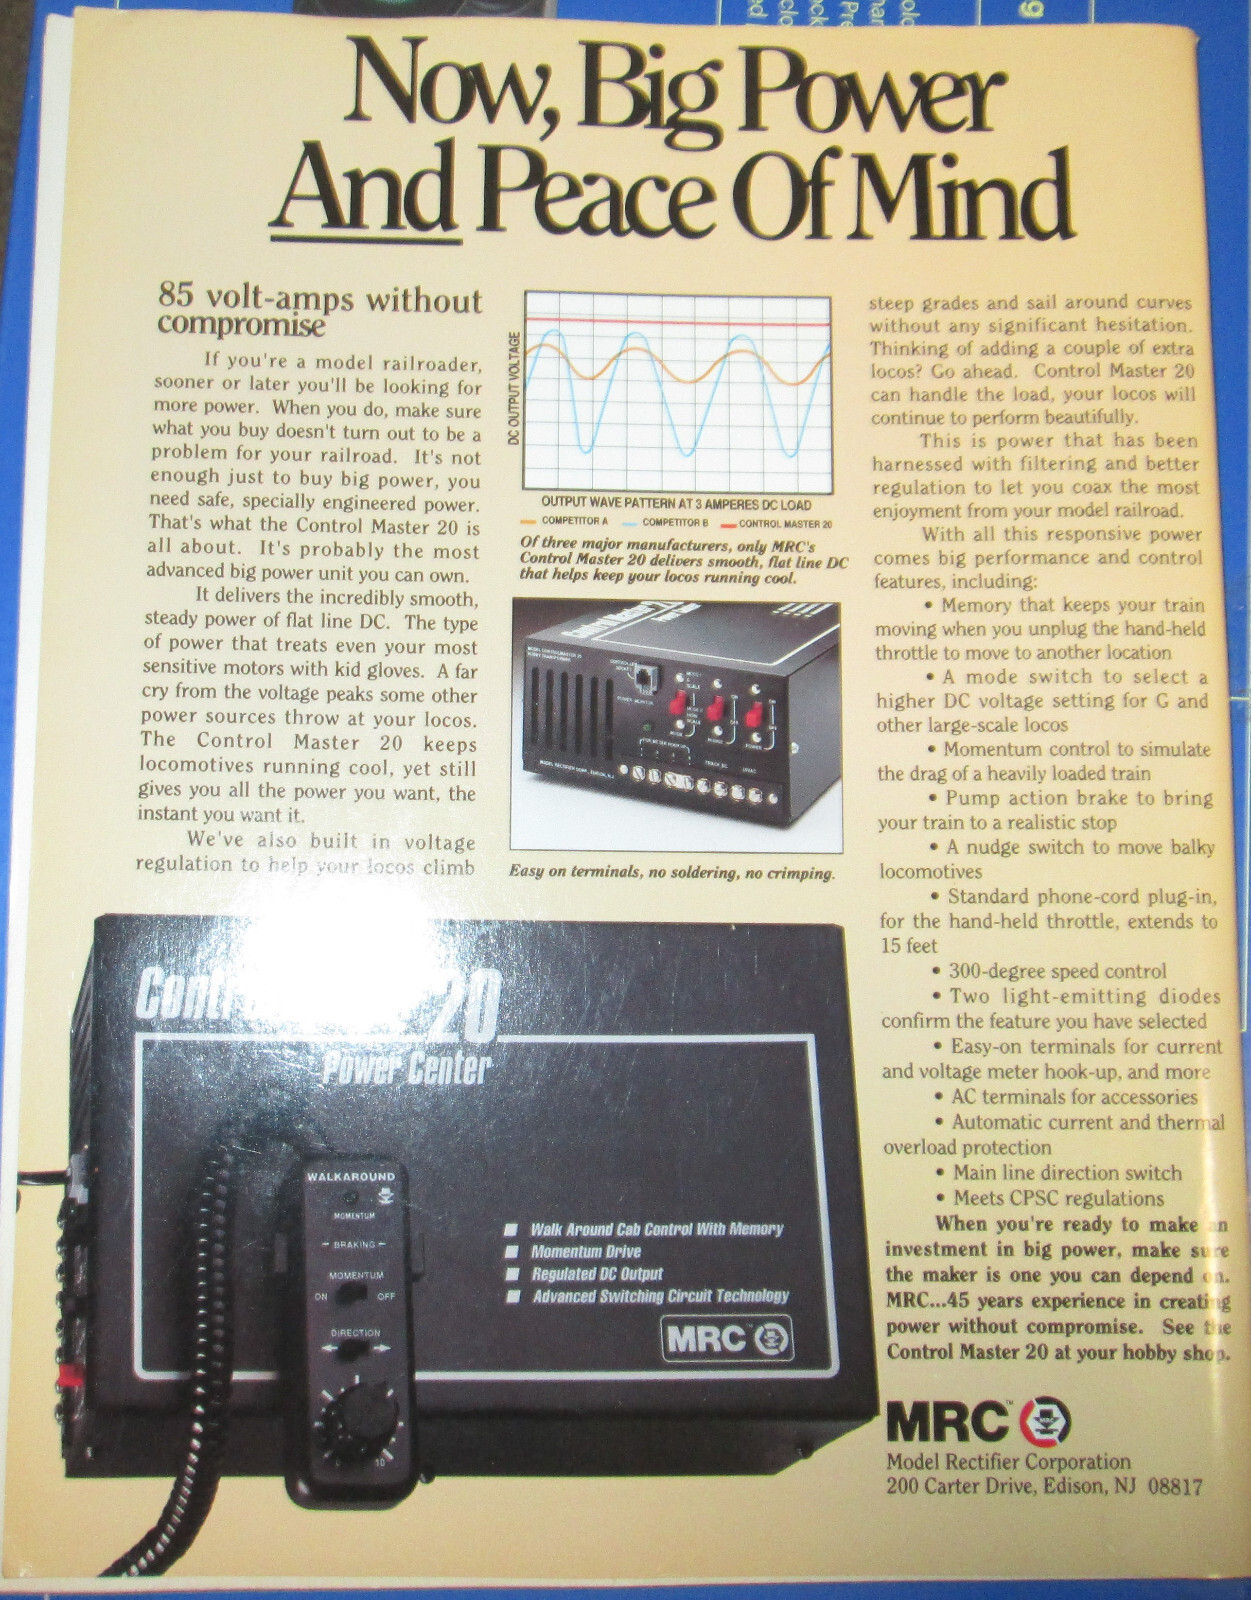 Now, Big Power
And Peace Of Mind
85 volt-amps without
compromise
If you're a model railroader,
sooner or later you'll be looking for
more power. When you do, make sure
what you buy doesn't turn out to be a
problem for your railroad. It's not
enough just to buy big power, you
need safe, specially engineered power.
That's what the Control Master 20 is
all about. It's probably the most
advanced big power unit you can own.
It delivers the incredibly smooth,
steady power of flat line DC. The type
of power that treats even your most
sensitive motors with kid gloves. A far
cry from the voltage peaks some other
power sources throw at your locos.
The Control Master 20 keeps
locomotives running cool, yet still
gives you all the power you want, the
instant you want it.
We've also built in voltage
regulation to help your locos climb
DC OUTPUT VOLTAGE
OUTPUT WAVE PATTERN AT 3 AMPERES DC LOAD
COMPETITOR A COMPETITOR B CONTROL MASTER 20
Of three major manufacturers, only MRC's
Control Master 20 delivers smooth, flat line DC
that helps keep your locos running cool.
Control Master
CONTROLLER
SOCKET
POWER MONITOR
MODEL RECTIFIER CORP., EDISON, N.J.
Easy on terminals, no soldering, no crimping.
steep grades and sail around curves
without any significant hesitation.
Thinking of adding a couple of extra
locos? Go ahead. Control Master 20
can handle the load, your locos will
continue to perform beautifully.
This is power that has been
harnessed with filtering and better
regulation to let you coax the most
enjoyment from your model railroad.
With all this responsive power
comes big performance and control
features, including:
• Memory that keeps your train
moving when you unplug the hand-held
throttle to move to another location
• A mode switch to select a
higher DC voltage setting for G and
other large-scale locos
• Momentum control to simulate
the drag of a heavily loaded train
• Pump action brake to bring
your train to a realistic stop
• A nudge switch to move balky
locomotives
• Standard phone-cord plug-in,
for the hand-held throttle, extends to
15 feet
• 300-degree speed control
• Two light-emitting diodes
confirm the feature you have selected
• Easy-on terminals for current
and voltage meter hook-up, and more
• AC terminals for accessories
• Automatic current and thermal
overload protection
• Main line direction switch
• Meets CPSC regulations
When you're ready to make an
investment in big power, make sure
the maker is one you can depend on.
MRC...45 years experience in creating
power without compromise. See the
Control Master 20 at your hobby shop.
20
Power Center
WALKAROUND
MOMENTUM
BRAKING
MOMENTUM
ON OFF
DIRECTION
10
Walk Around Cab Control With Memory
Momentum Drive
Regulated DC Output
Advanced Switching Circuit Technology
MRC
MRC™
Model Rectifier Corporation
200 Carter Drive, Edison, NJ 08817